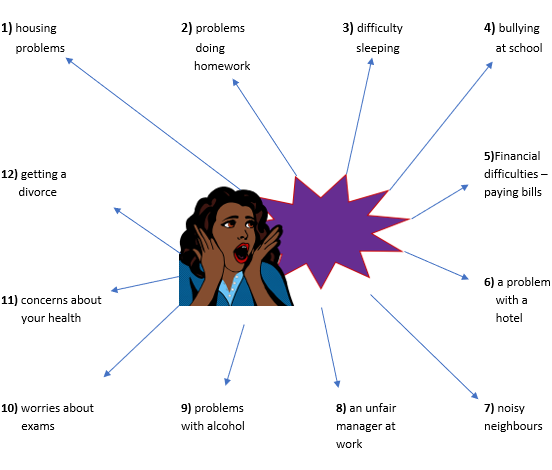 1) housing
problems
2) problems
doing
homework
3) difficulty
sleeping
4) bullying
at school
5)Financial
difficulties –
paying bills
6) a problem
with a
hotel
7) noisy
neighbours
8) an unfair
manager at
work
9) problems
with alcohol
10) worries about
exams
11) concerns about
your health
12) getting a
divorce